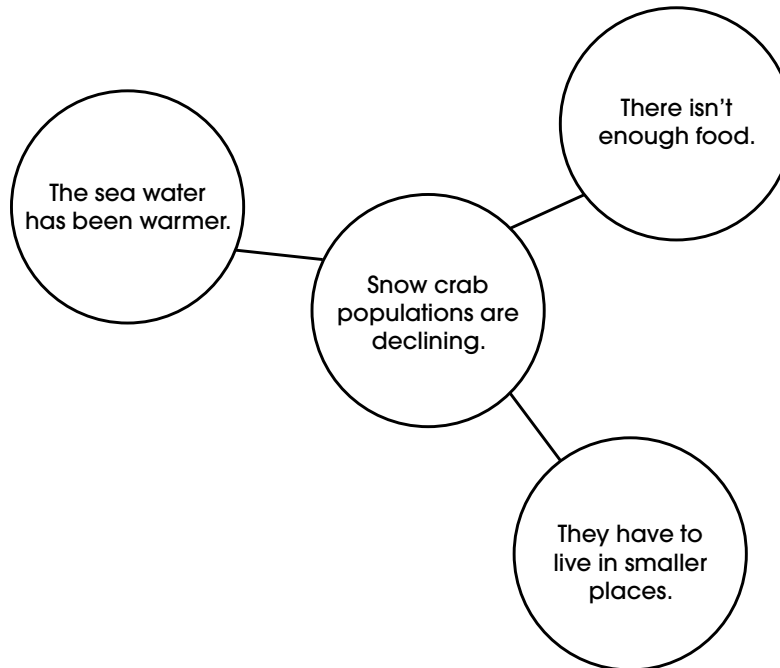 There isn’t
enough food.
The sea water
has been warmer.
Snow crab
populations are
declining.
They have to
live in smaller
places.